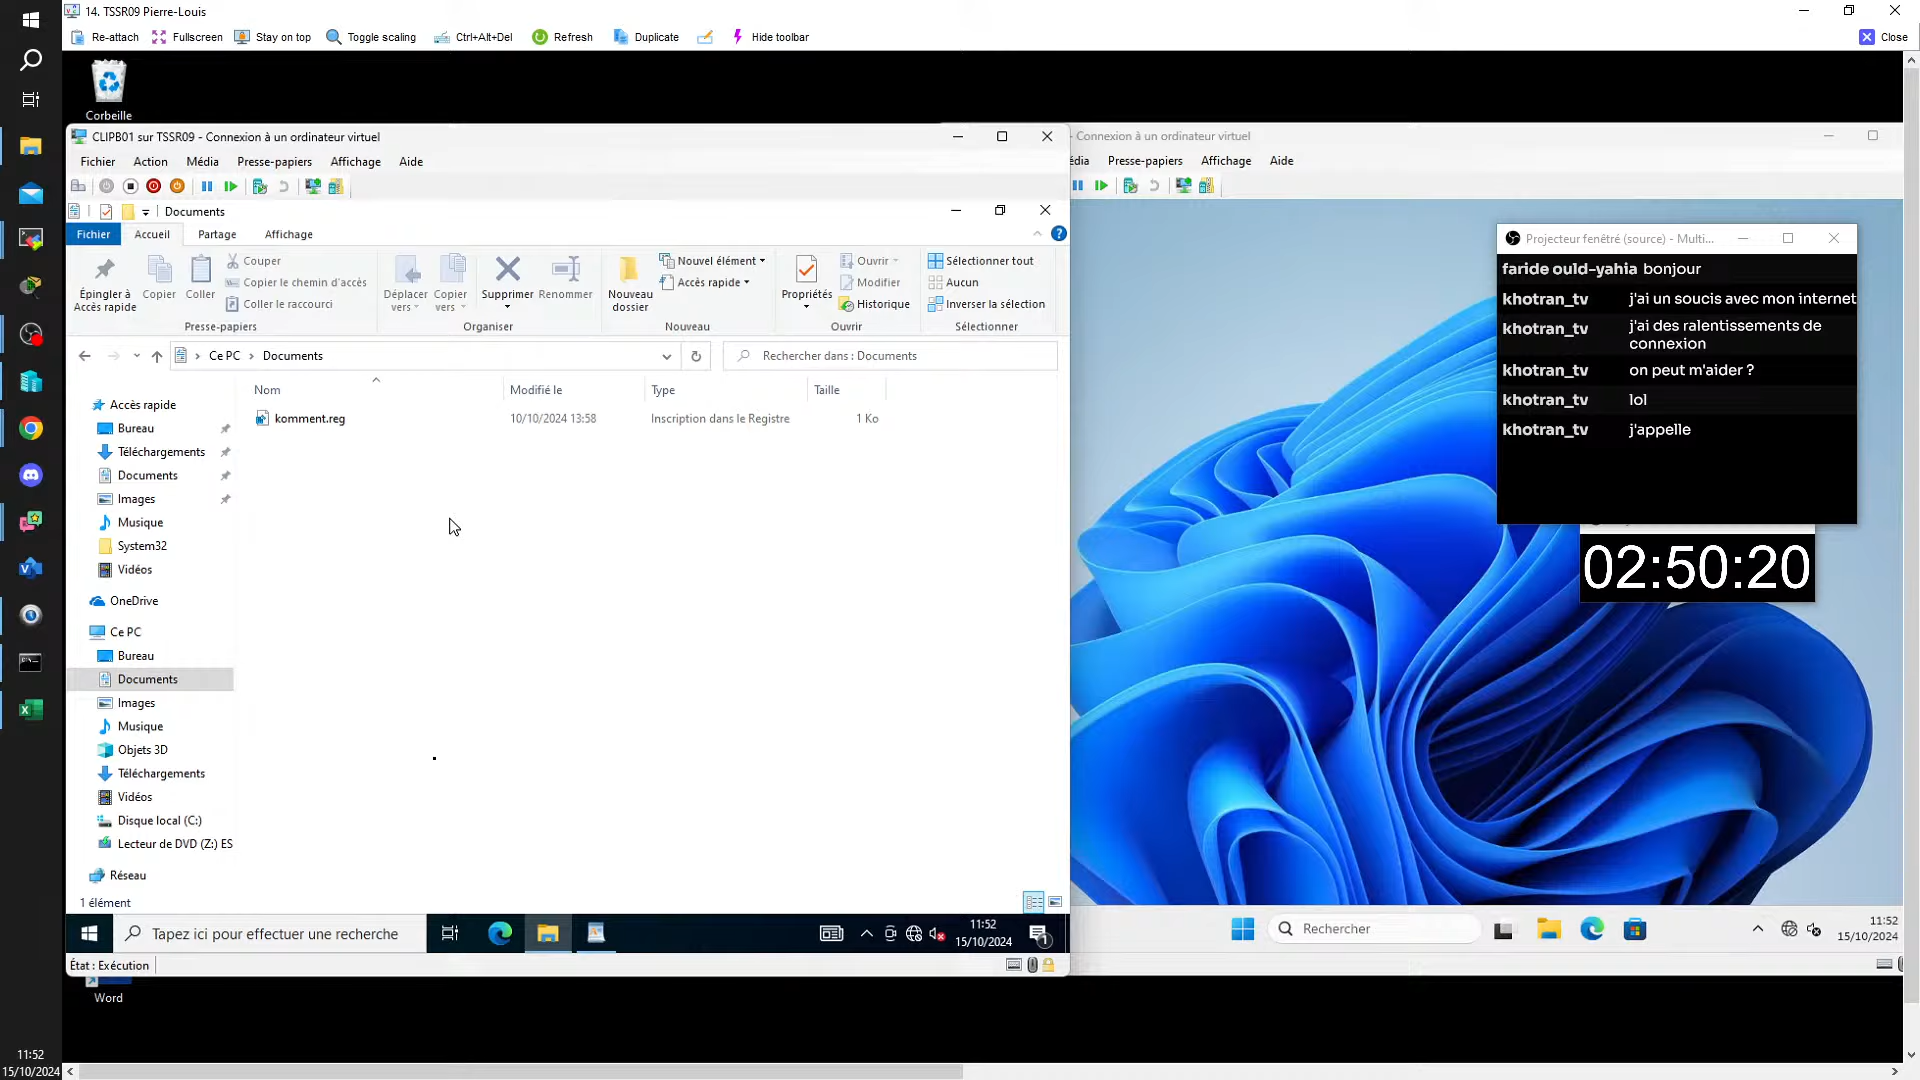 14. TSSR09 Pierre-Louis
Re-attach Fullscreen Stay on top Toggle scaling Ctrl+Alt+Del Refresh Duplicate Hide toolbar Close
Corbeille
CLIPB01 sur TSSR09 - Connexion à un ordinateur virtuel
Fichier Action Média Presse-papiers Affichage Aide
Documents
Fichier Accueil Partage Affichage
Épingler à
Accès rapide
Copier
Coller
Couper
Copier le chemin d'accès
Coller le raccourci
Presse-papiers
Déplacer
vers
Copier
vers
Supprimer
Renommer
Organiser
Nouveau
dossier
Nouvel élément
Accès rapide
Nouveau
Propriétés
Ouvrir
Modifier
Historique
Ouvrir
Sélectionner tout
Aucun
Inverser la sélection
Sélectionner
Ce PC > Documents
Rechercher dans : Documents
Nom Modifié le Type Taille
komment.reg 10/10/2024 13:58 Inscription dans le Registre 1 Ko
Accès rapide
Bureau
Téléchargements
Documents
Images
Musique
System32
Vidéos
OneDrive
Ce PC
Bureau
Documents
Images
Musique
Objets 3D
Téléchargements
Vidéos
Disque local (C:)
Lecteur de DVD (Z:) ES
Réseau
1 élément
Tapez ici pour effectuer une recherche
11:52
15/10/2024
1
État : Exécution
Word
- Connexion à un ordinateur virtuel
dia Presse-papiers Affichage Aide
Projecteur fenêtré (source) - Multi...
faride ould-yahia bonjour
khotran_tv j'ai un soucis avec mon internet
khotran_tv j'ai des ralentissements de
connexion
khotran_tv on peut m'aider ?
khotran_tv lol
khotran_tv j'appelle
02:50:20
Rechercher
11:52
15/10/2024
11:52
15/10/2024